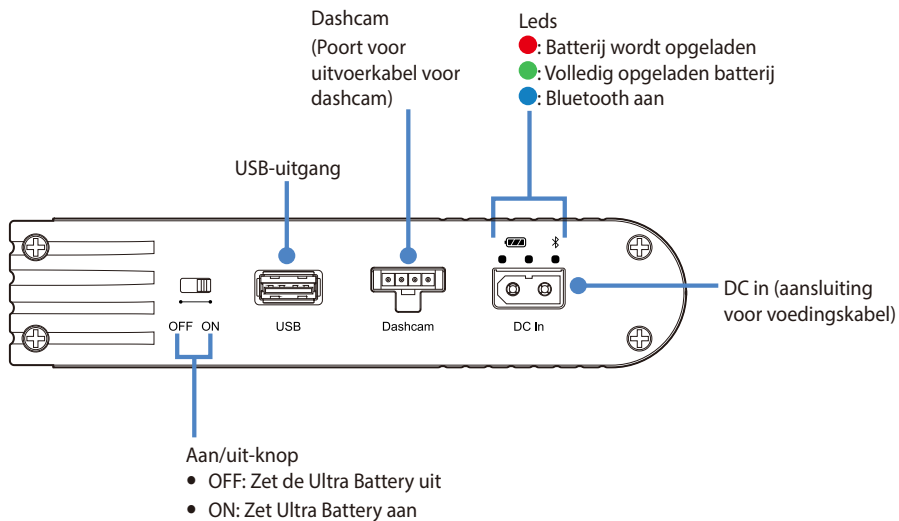 Dashcam
(Poort voor
uitvoerkabel voor
dashcam)
Leds
: Batterij wordt opgeladen
: Volledig opgeladen batterij
: Bluetooth aan
USB-uitgang
DC in (aansluiting
voor voedingskabel)
OFF ON
USB
Dashcam
DC In
Aan/uit-knop
• OFF: Zet de Ultra Battery uit
• ON: Zet Ultra Battery aan